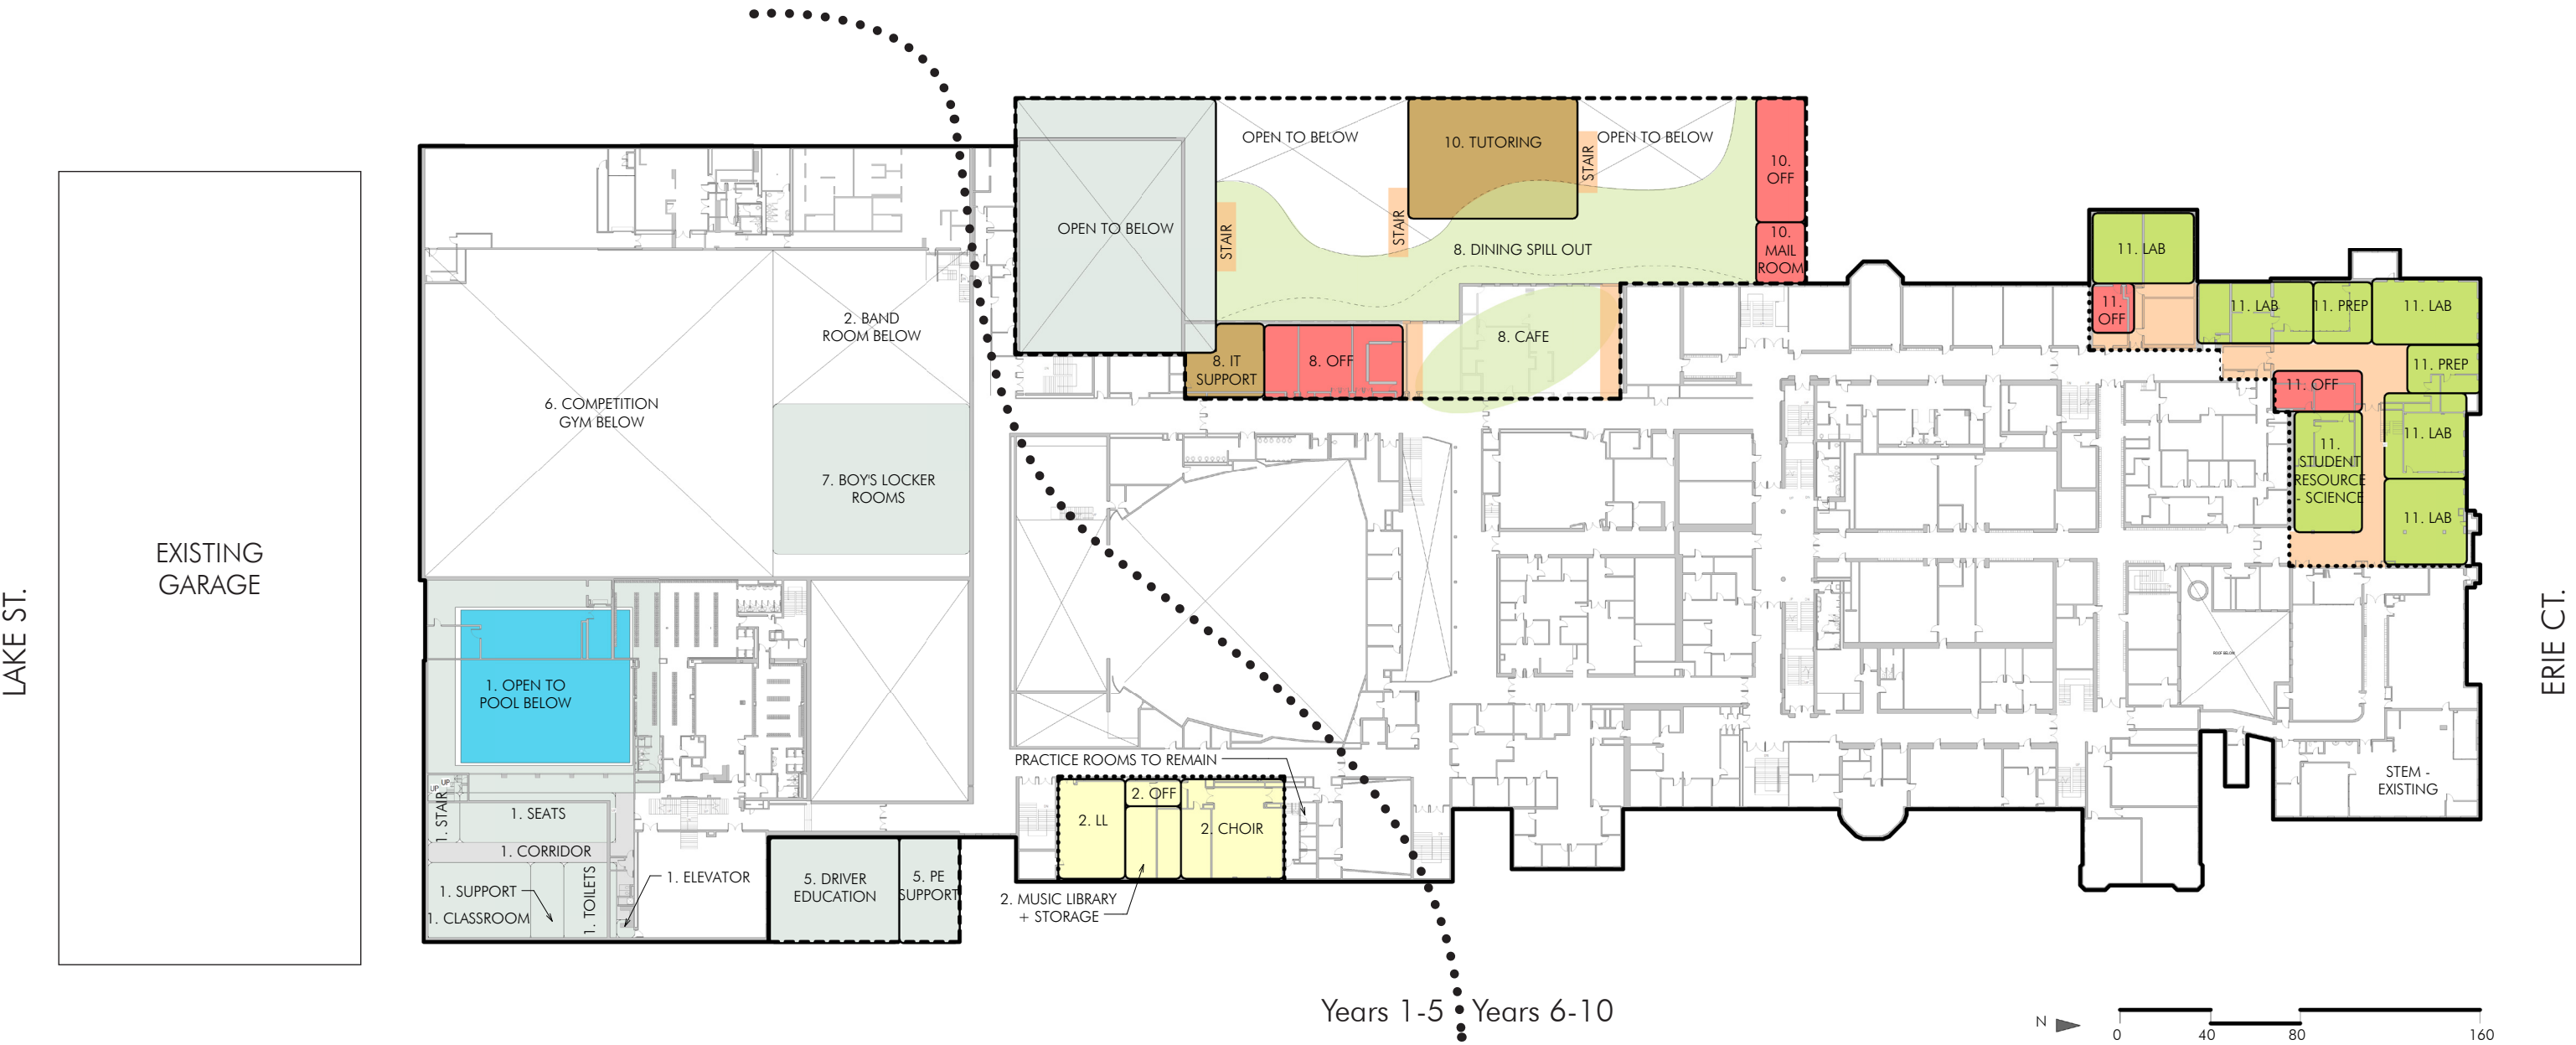 OPEN TO BELOW
10. TUTORING
OPEN TO BELOW
10.
OFF
STAIR
STAIR
STAIR
OPEN TO BELOW
8. DINING SPILL OUT
10.
MAIL
ROOM
11. LAB
11.
OFF
11. LAB
11. PREP
11. LAB
2. BAND
ROOM BELOW
8. CAFE
8. IT
SUPPORT
8. OFF
11. PREP
11. OFF
6. COMPETITION
GYM BELOW
11. LAB
11.
STUDENT
RESOURCE
- SCIENCE
7. BOY'S LOCKER
ROOMS
11. LAB
EXISTING
GARAGE
LAKE ST.
ERIE CT.
ROOF BELOW
1. OPEN TO
POOL BELOW
PRACTICE ROOMS TO REMAIN
STEM -
EXISTING
UP
UP
1. STAIR
1. SEATS
2. OFF
2. LL
2. CHOIR
1. CORRIDOR
1. SUPPORT
1. CLASSROOM
1. TOILETS
1. ELEVATOR
5. DRIVER
EDUCATION
5. PE
SUPPORT
2. MUSIC LIBRARY
+ STORAGE
Years 1-5
Years 6-10
N
0
40
80
160